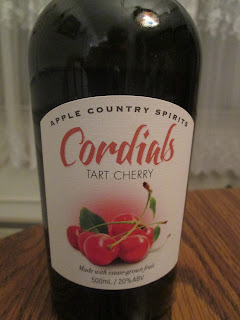 APPLE COUNTRY SPIRITS
Cordials
TART CHERRY
Made with estate-grown fruit
500mL / 20% ABV